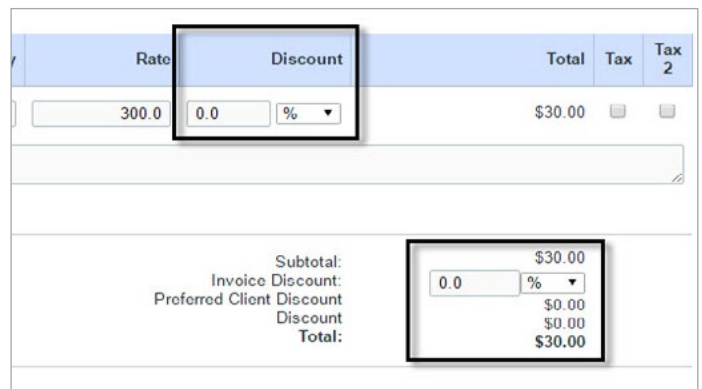 Rate Discount Total Tax Tax 2
300.0 0.0 % $30.00
Subtotal: $30.00
Invoice Discount: 0.0 %
Preferred Client Discount $0.00
Discount $0.00
Total: $30.00